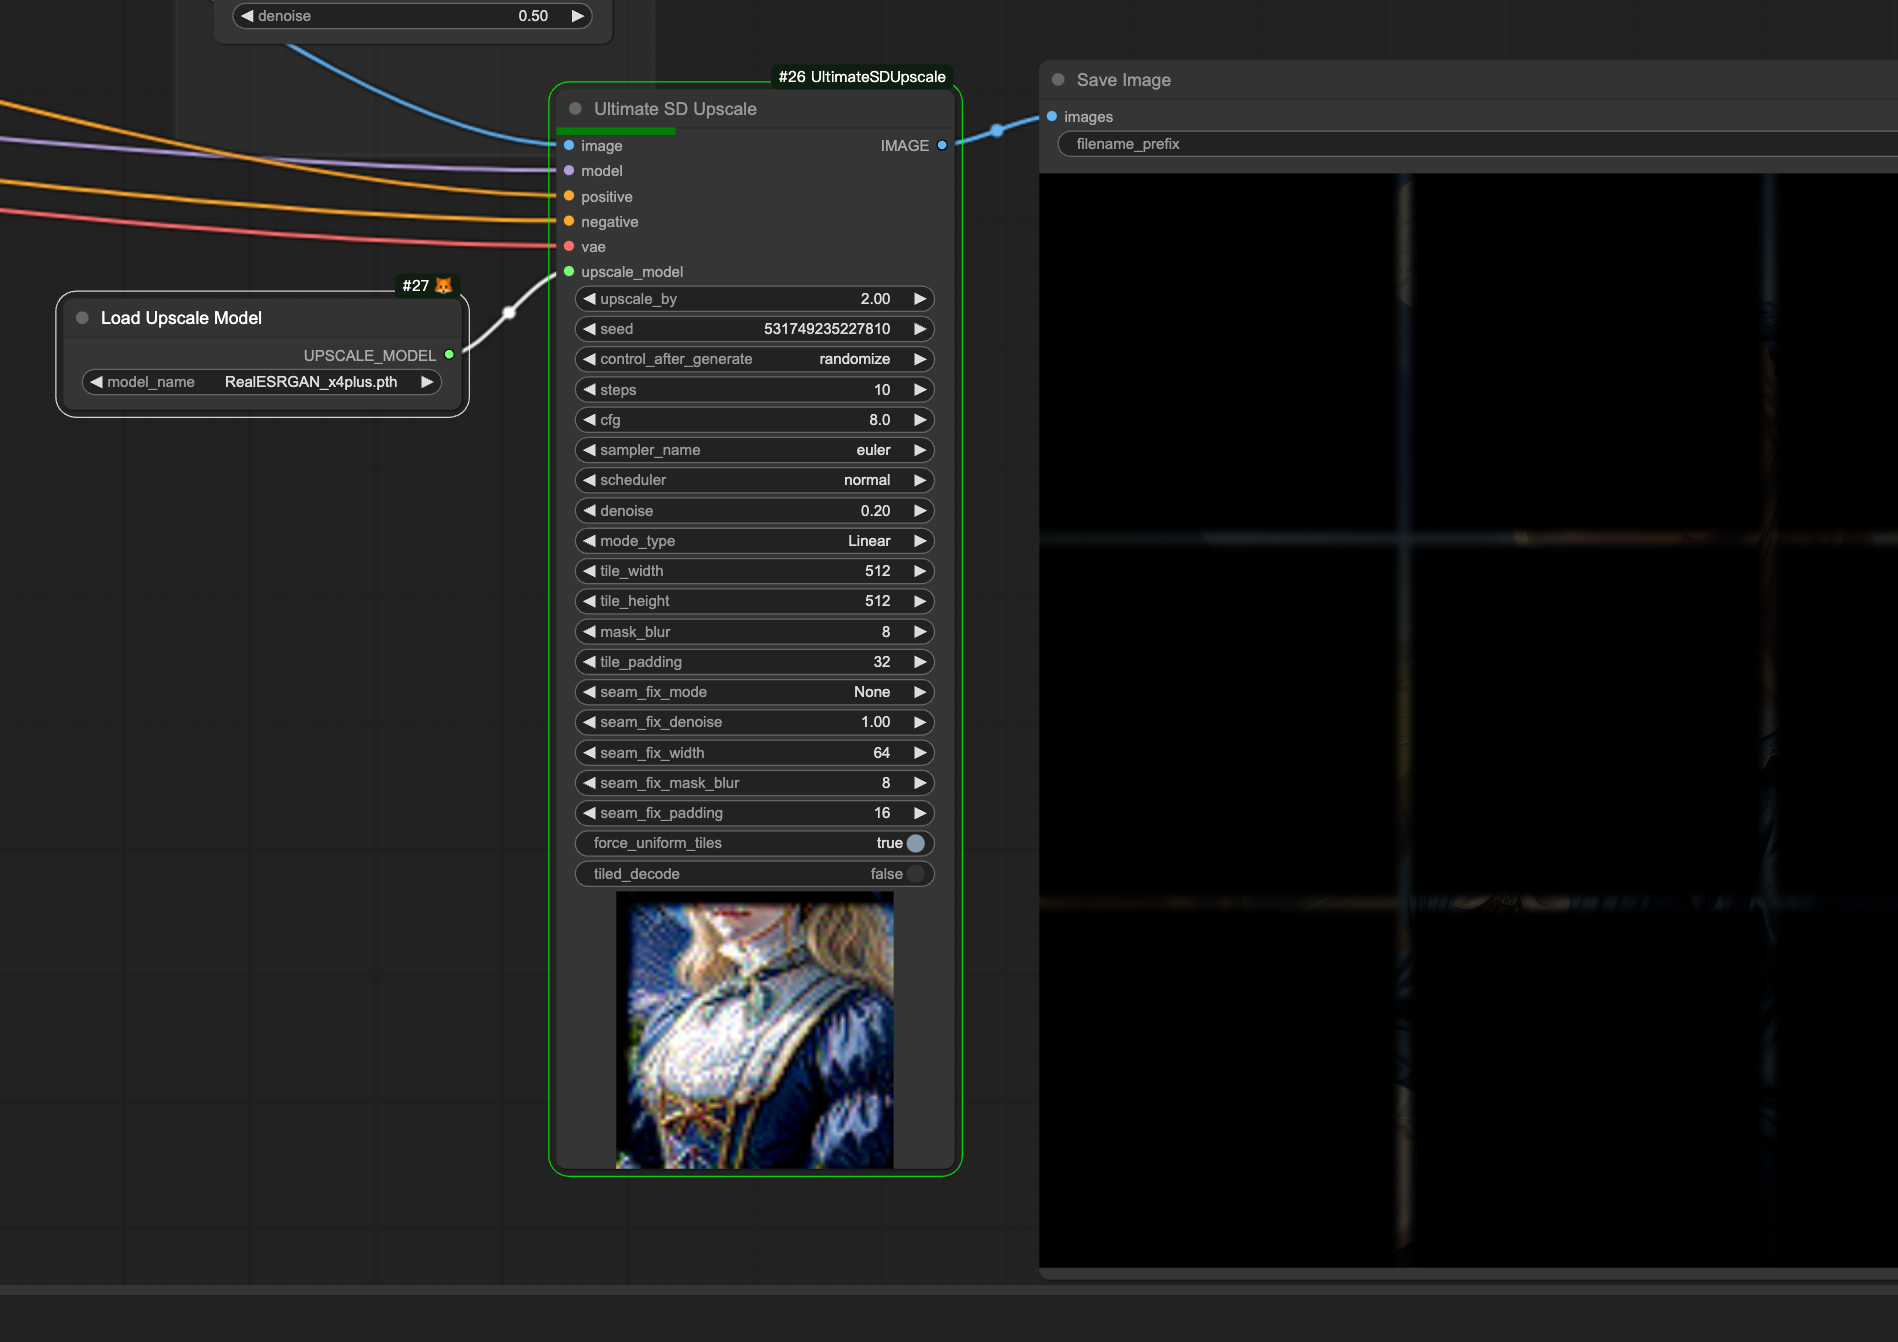 denoise 0.50
#26 UltimateSDUpscale
Ultimate SD Upscale
image IMAGE
model
positive
negative
vae
upscale_model
upscale_by 2.00
seed 531749235227810
control_after_generate randomize
steps 10
cfg 8.0
sampler_name euler
scheduler normal
denoise 0.20
mode_type Linear
tile_width 512
tile_height 512
mask_blur 8
tile_padding 32
seam_fix_mode None
seam_fix_denoise 1.00
seam_fix_width 64
seam_fix_mask_blur 8
seam_fix_padding 16
force_uniform_tiles true
tiled_decode false
#27 🦊
Load Upscale Model
UPSCALE_MODEL
model_name RealESRGAN_x4plus.pth
Save Image
images
filename_prefix